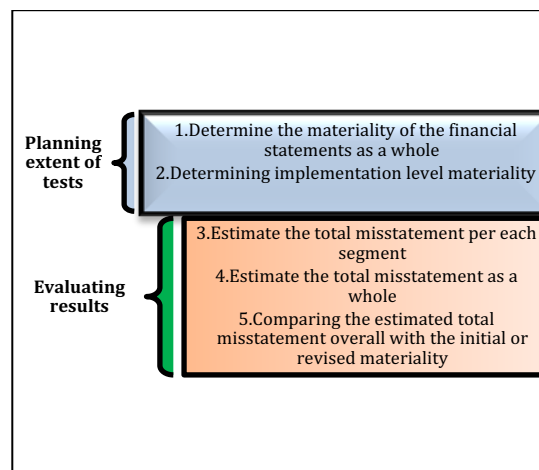 Planning
extent of
tests
1.Determine the materiality of the financial
statements as a whole
2.Determining implementation level materiality
Evaluating
results
3.Estimate the total misstatement per each
segment
4.Estimate the total misstatement as a
whole
5.Comparing the estimated total
misstatement overall with the initial or
revised materiality